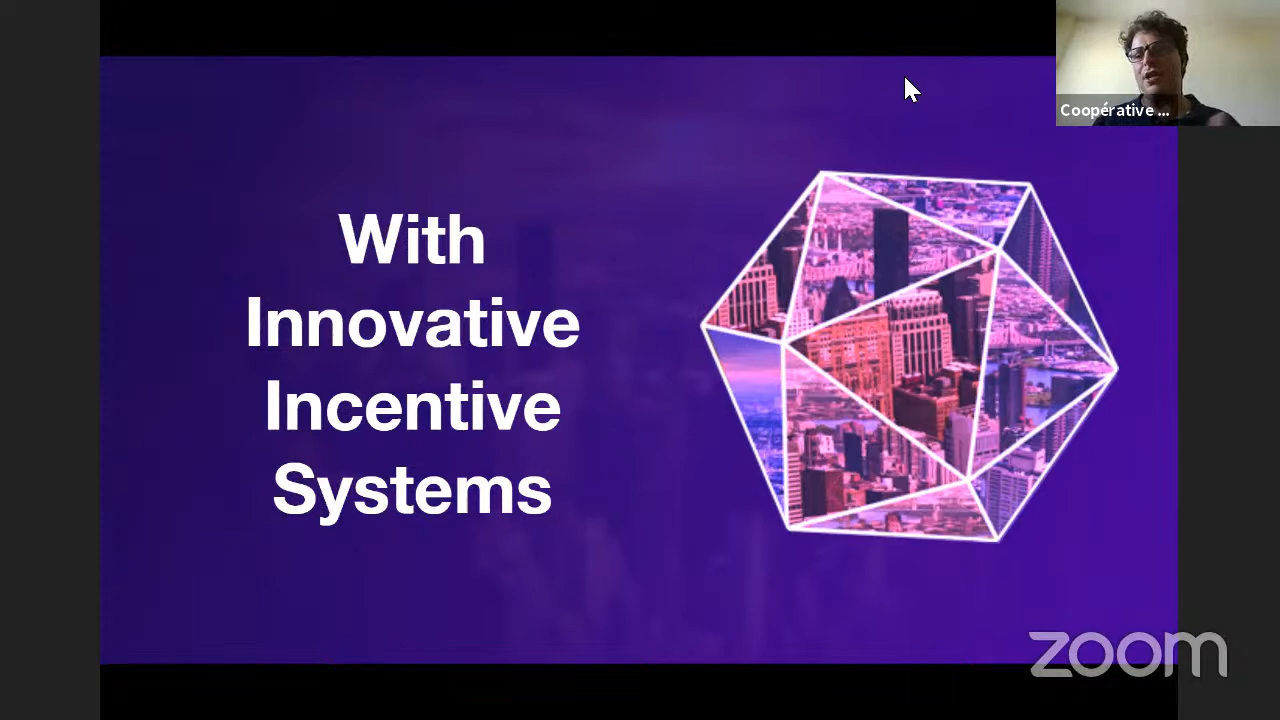 Coopérative ...
With
Innovative
Incentive
Systems
zoom